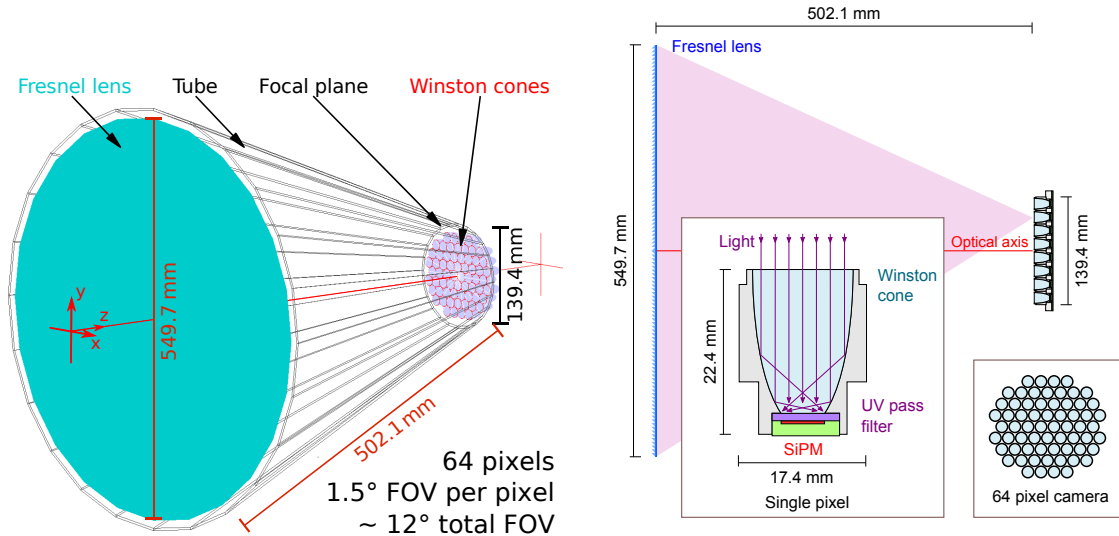 Fresnel lens
Tube
Focal plane
Winston cones
y
z
x
549.7 mm
139.4 mm
502.1 mm
64 pixels
1.5° FOV per pixel
~ 12° total FOV
502.1 mm
Fresnel lens
549.7 mm
Optical axis
139.4 mm
Light
Winston
cone
22.4 mm
UV pass
filter
SiPM
17.4 mm
Single pixel
64 pixel camera